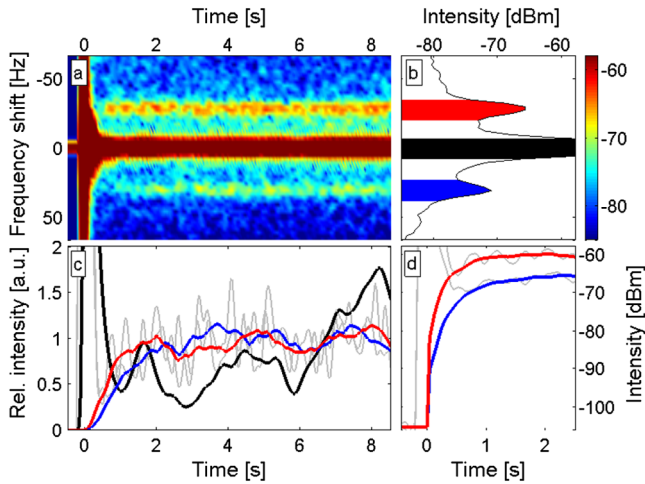 Time [s]
Intensity [dBm]
0 2 4 6 8
-80 -70 -60
a
b
Frequency shift [Hz]
-50
0
50
-60
-70
-80
c
d
Rel. intensity [a.u.]
2
1.5
1
0.5
0
-60
-70
-80
-90
-100
Intensity [dBm]
0 2 4 6 8
0 1 2
Time [s]
Time [s]